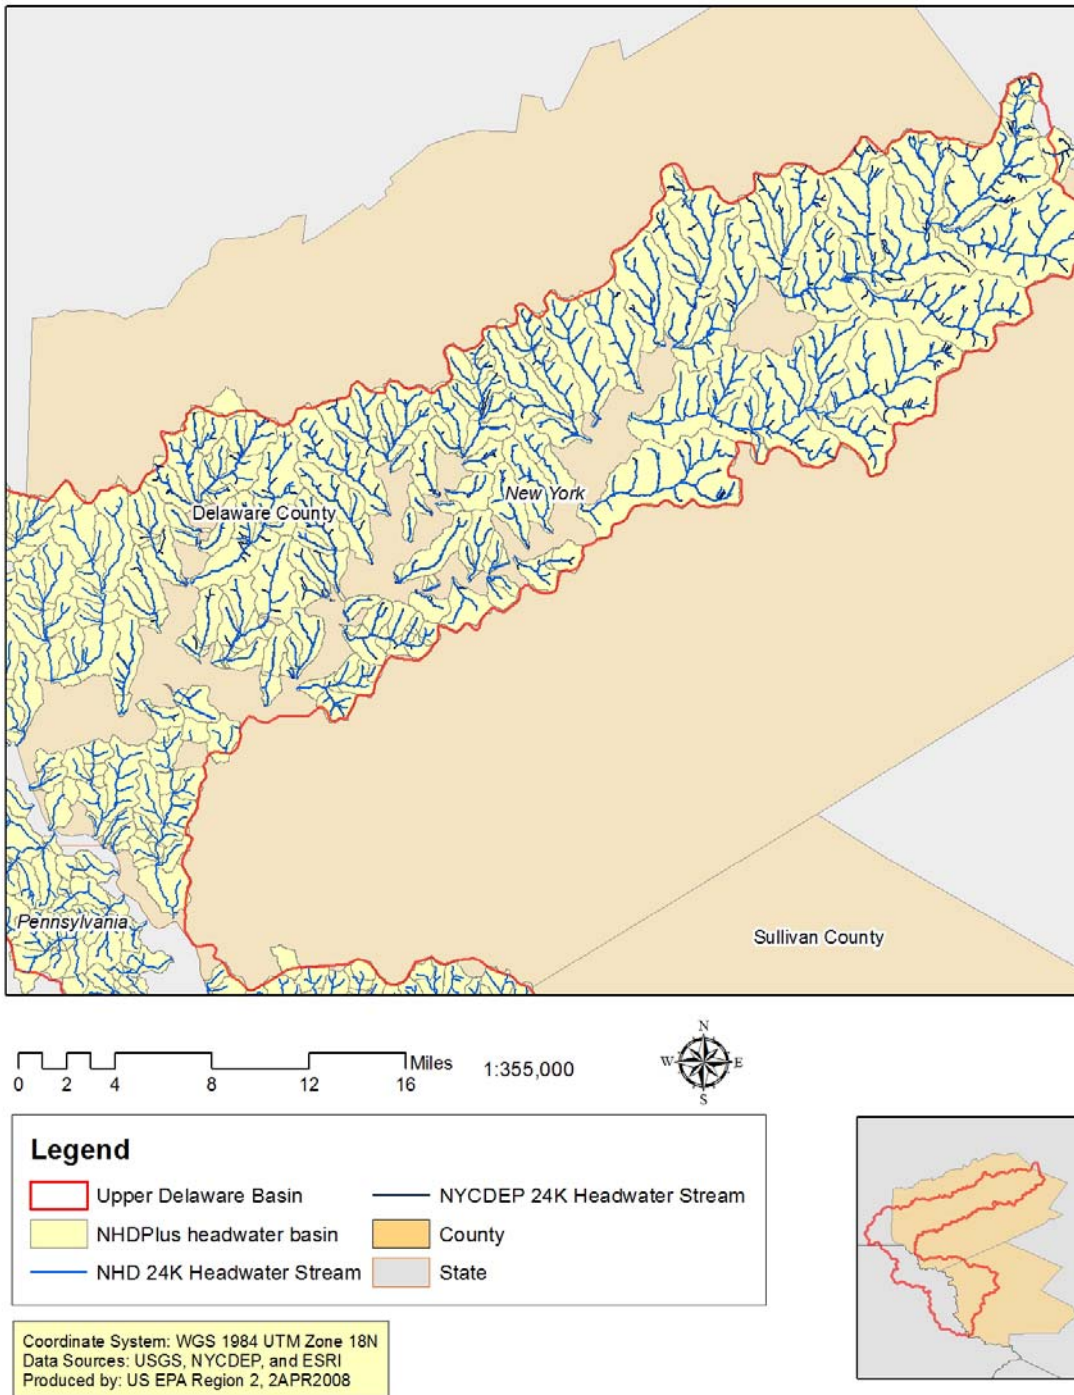 New York
Delaware County
Pennsylvania
Sullivan County
0 2 4 8 12 16 Miles
1:355,000
N
W E
S
Legend
Upper Delaware Basin
NYCDEP 24K Headwater Stream
NHDPlus headwater basin
County
NHD 24K Headwater Stream
State
Coordinate System: WGS 1984 UTM Zone 18N
Data Sources: USGS, NYCDEP, and ESRI
Produced by: US EPA Region 2, 2APR2008